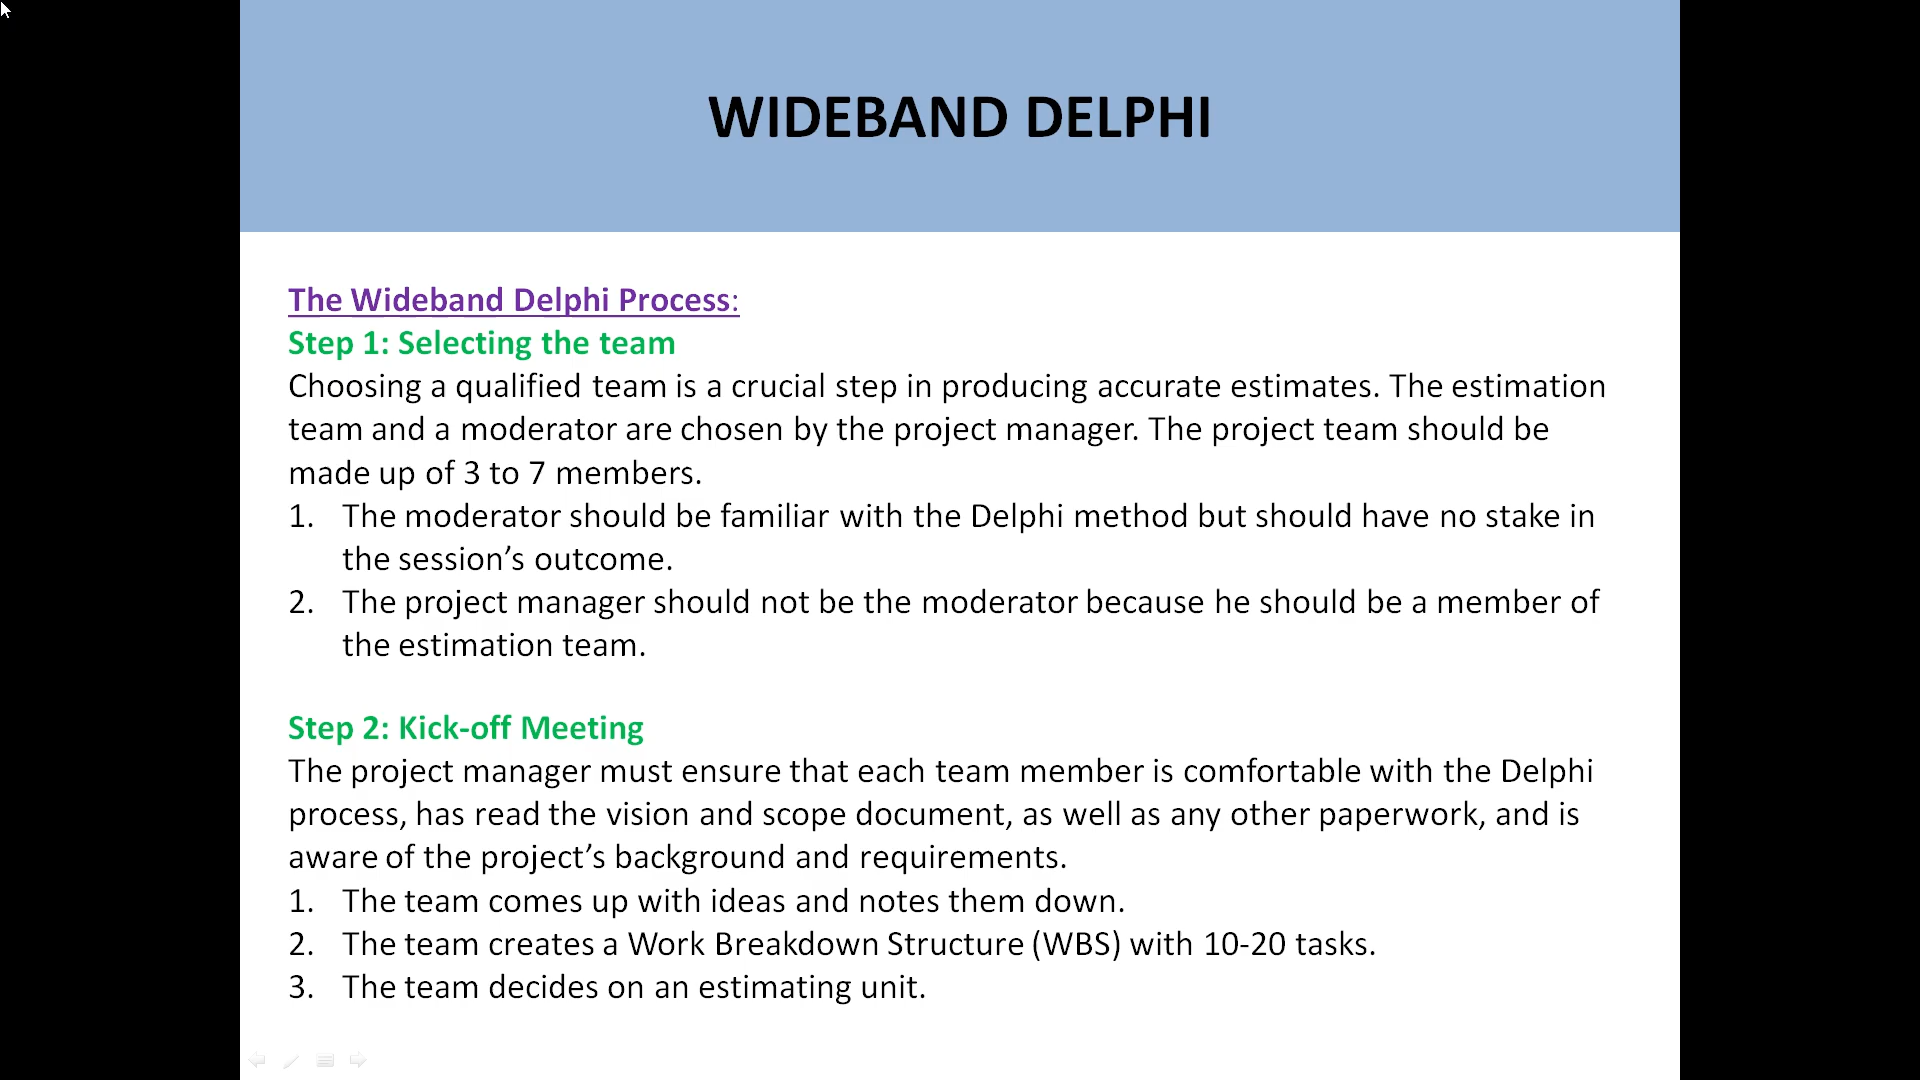 WIDEBAND DELPHI
The Wideband Delphi Process:
Step 1: Selecting the team
Choosing a qualified team is a crucial step in producing accurate estimates. The estimation
team and a moderator are chosen by the project manager. The project team should be
made up of 3 to 7 members.
1. The moderator should be familiar with the Delphi method but should have no stake in
the session’s outcome.
2. The project manager should not be the moderator because he should be a member of
the estimation team.
Step 2: Kick-off Meeting
The project manager must ensure that each team member is comfortable with the Delphi
process, has read the vision and scope document, as well as any other paperwork, and is
aware of the project’s background and requirements.
1. The team comes up with ideas and notes them down.
2. The team creates a Work Breakdown Structure (WBS) with 10-20 tasks.
3. The team decides on an estimating unit.